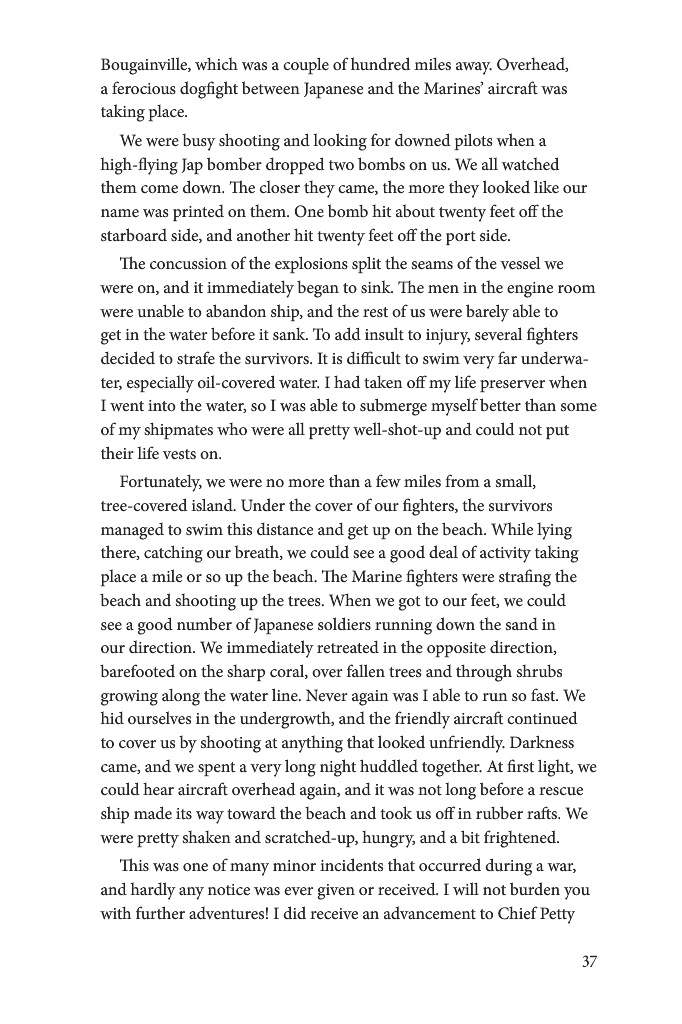 Bougainville, which was a couple of hundred miles away. Overhead,
a ferocious dogfight between Japanese and the Marines’ aircraft was
taking place.
We were busy shooting and looking for downed pilots when a
high-flying Jap bomber dropped two bombs on us. We all watched
them come down. The closer they came, the more they looked like our
name was printed on them. One bomb hit about twenty feet off the
starboard side, and another hit twenty feet off the port side.
The concussion of the explosions split the seams of the vessel we
were on, and it immediately began to sink. The men in the engine room
were unable to abandon ship, and the rest of us were barely able to
get in the water before it sank. To add insult to injury, several fighters
decided to strafe the survivors. It is difficult to swim very far underwa-
ter, especially oil-covered water. I had taken off my life preserver when
I went into the water, so I was able to submerge myself better than some
of my shipmates who were all pretty well-shot-up and could not put
their life vests on.
Fortunately, we were no more than a few miles from a small,
tree-covered island. Under the cover of our fighters, the survivors
managed to swim this distance and get up on the beach. While lying
there, catching our breath, we could see a good deal of activity taking
place a mile or so up the beach. The Marine fighters were strafing the
beach and shooting up the trees. When we got to our feet, we could
see a good number of Japanese soldiers running down the sand in
our direction. We immediately retreated in the opposite direction,
barefooted on the sharp coral, over fallen trees and through shrubs
growing along the water line. Never again was I able to run so fast. We
hid ourselves in the undergrowth, and the friendly aircraft continued
to cover us by shooting at anything that looked unfriendly. Darkness
came, and we spent a very long night huddled together. At first light, we
could hear aircraft overhead again, and it was not long before a rescue
ship made its way toward the beach and took us off in rubber rafts. We
were pretty shaken and scratched-up, hungry, and a bit frightened.
This was one of many minor incidents that occurred during a war,
and hardly any notice was ever given or received. I will not burden you
with further adventures! I did receive an advancement to Chief Petty
37